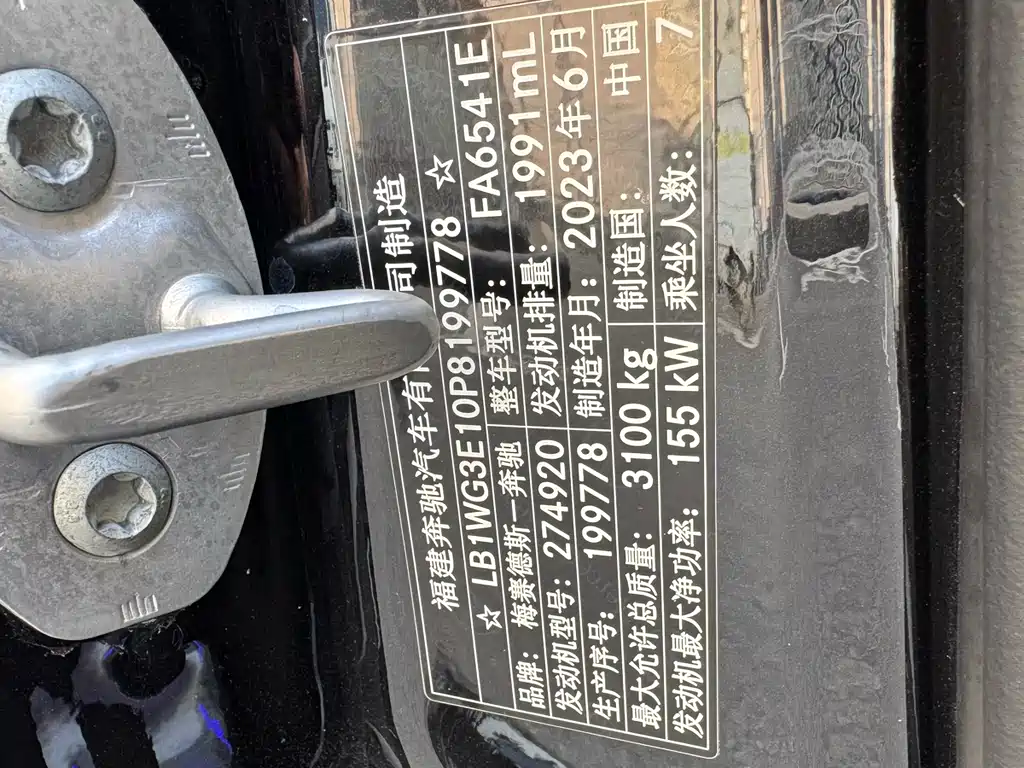 福建奔驰汽车有 司制造
☆ LB1WG3E10P8199778 ☆
品牌: 梅赛德斯一奔驰 整车型号: FA6541E
发动机型号: 274920 发动机排量: 1991mL
生产序号: 199778 制造年月: 2023年6月
最大允许总质量: 3100 kg 制造国: 中国
发动机最大净功率: 155 kW 乘坐人数: 7